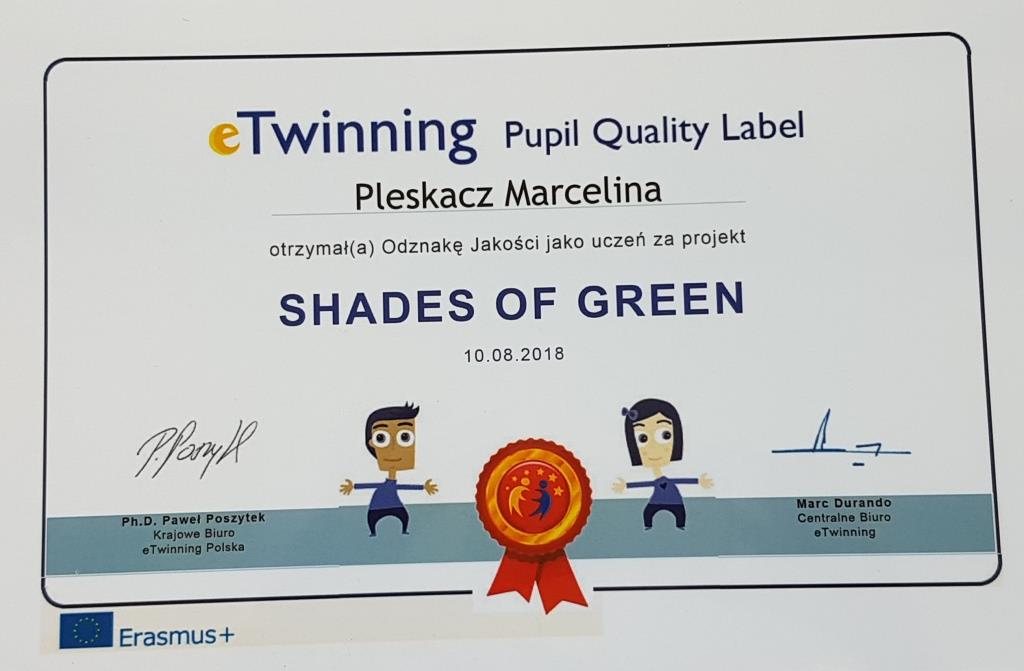 eTwinning Pupil Quality Label
Pleskacz Marcelina
otrzymał(a) Odznakę Jakości jako uczeń za projekt
SHADES OF GREEN
10.08.2018
P. Poszyt
Ph.D. Paweł Poszytek
Krajowe Biuro
eTwinning Polska
Marc Durando
Centralne Biuro
eTwinning
Erasmus+